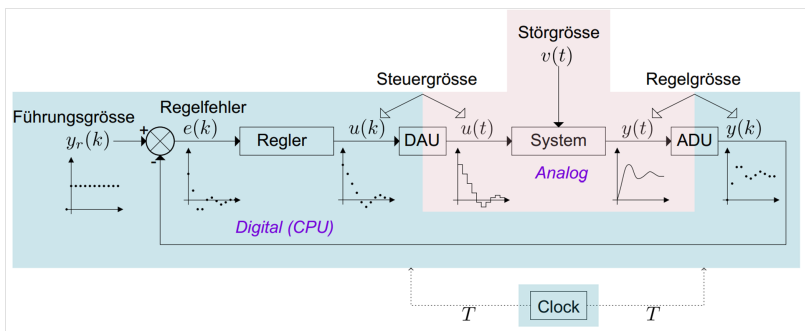 Störgrösse
v(t)
Steuergrösse
Regelgrösse
Führungsgrösse
Regelfehler
y_r(k)
+
-
e(k)
Regler
u(k)
DAU
u(t)
System
y(t)
ADU
y(k)
Analog
Digital (CPU)
T
Clock
T